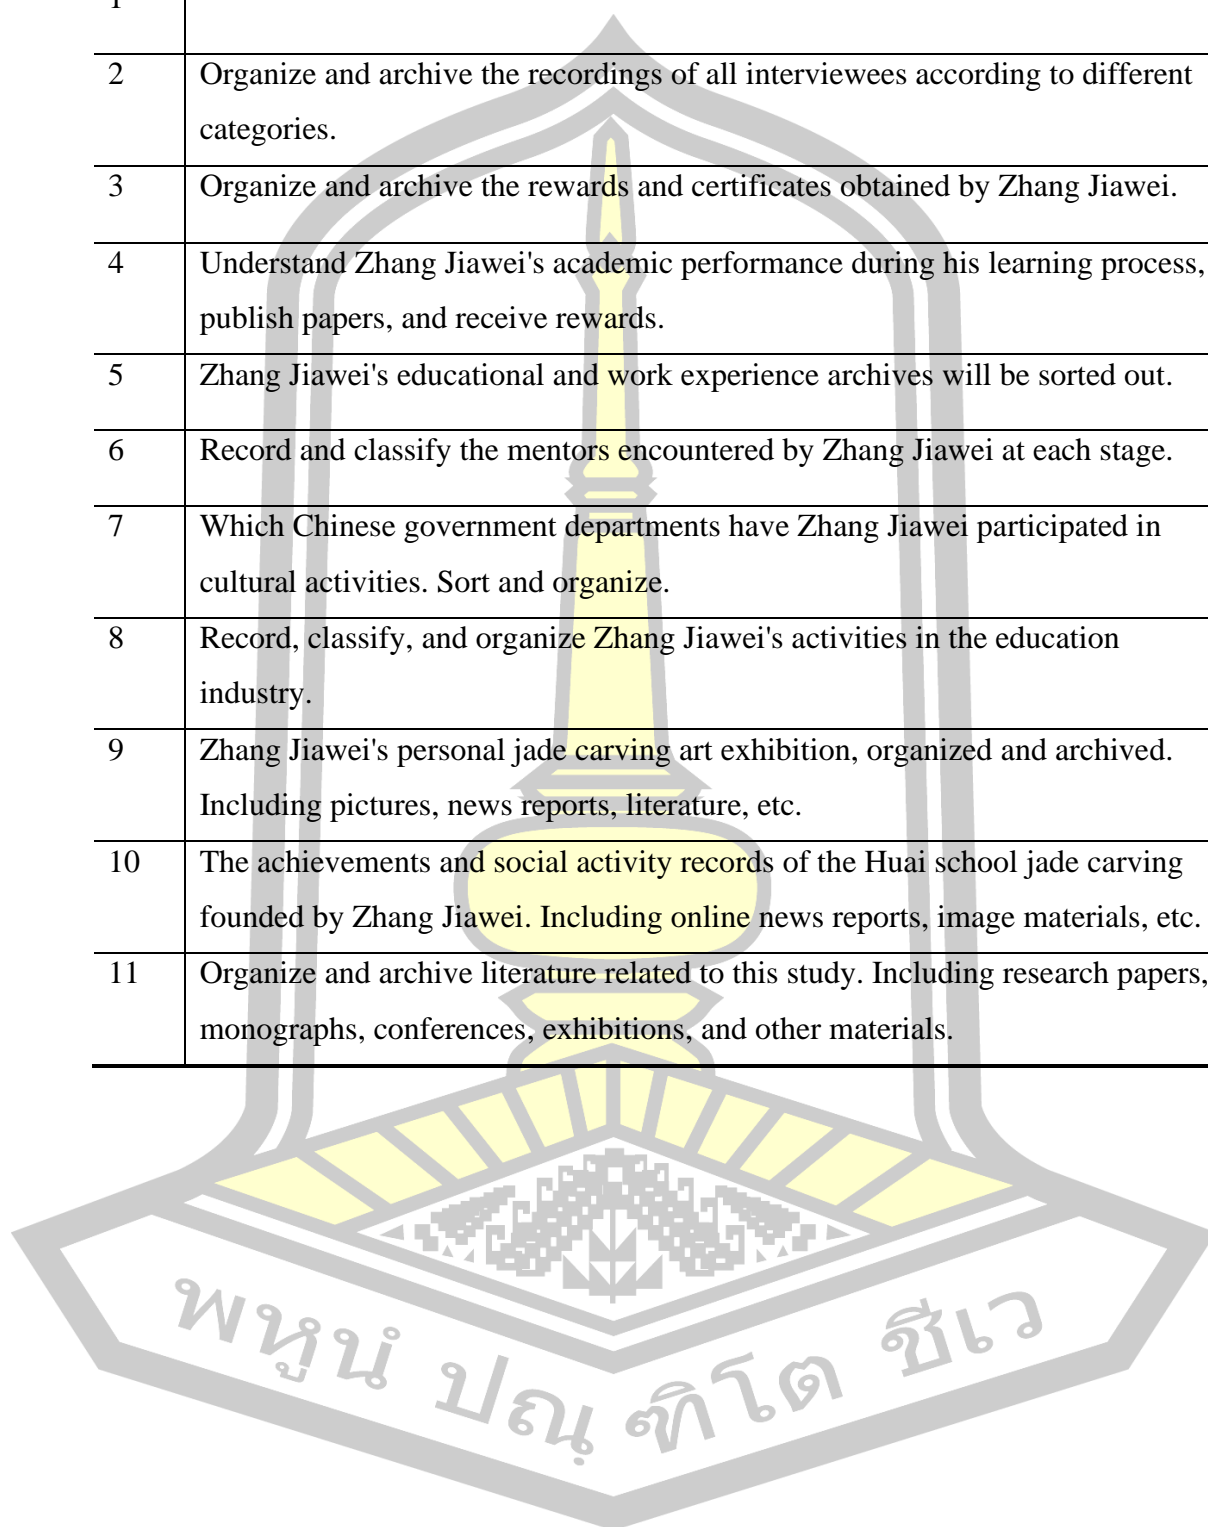 1
2 Organize and archive the recordings of all interviewees according to different
categories.
3 Organize and archive the rewards and certificates obtained by Zhang Jiawei.
4 Understand Zhang Jiawei's academic performance during his learning process,
publish papers, and receive rewards.
5 Zhang Jiawei's educational and work experience archives will be sorted out.
6 Record and classify the mentors encountered by Zhang Jiawei at each stage.
7 Which Chinese government departments have Zhang Jiawei participated in
cultural activities. Sort and organize.
8 Record, classify, and organize Zhang Jiawei's activities in the education
industry.
9 Zhang Jiawei's personal jade carving art exhibition, organized and archived.
Including pictures, news reports, literature, etc.
10 The achievements and social activity records of the Huai school jade carving
founded by Zhang Jiawei. Including online news reports, image materials, etc.
11 Organize and archive literature related to this study. Including research papers,
monographs, conferences, exhibitions, and other materials.
พหูนํ ปณฺฑิโต ชีเว